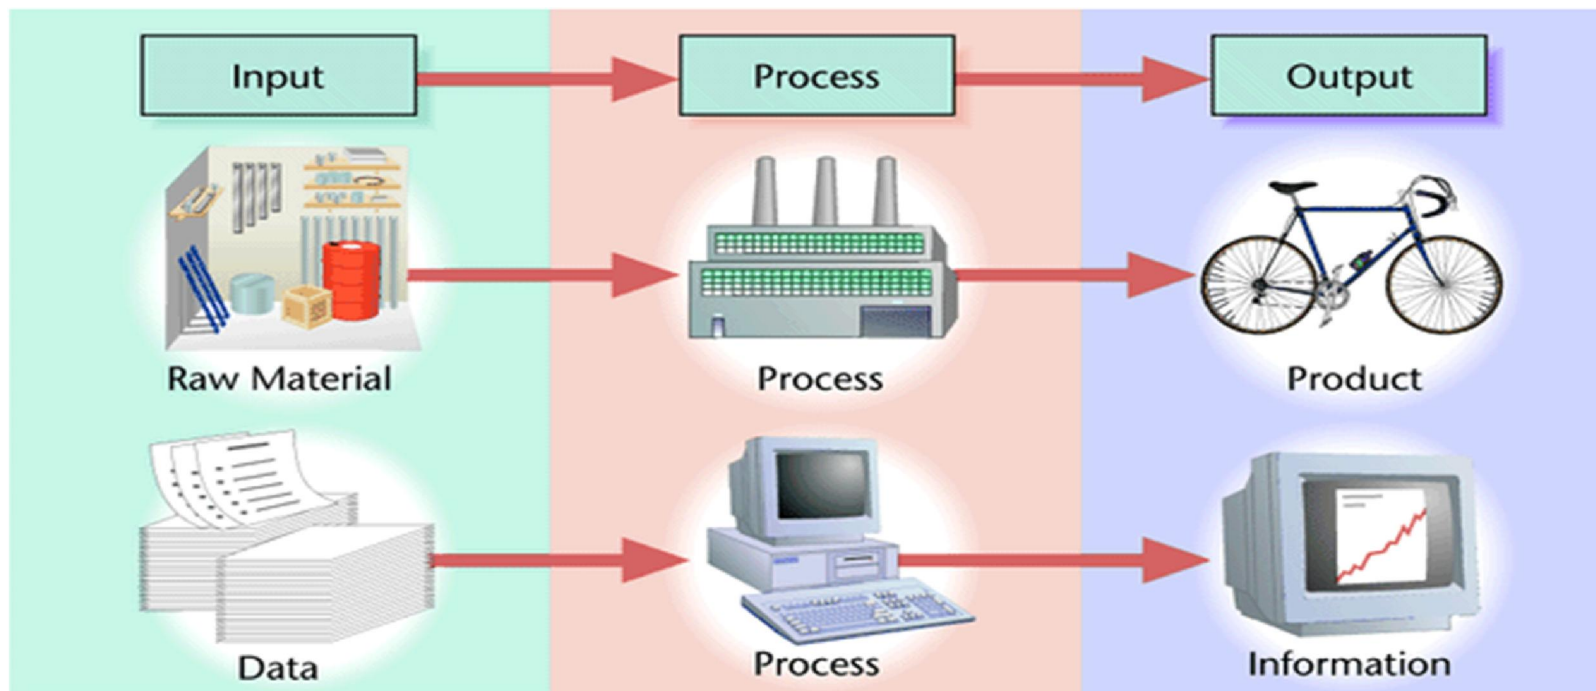 Input
Process
Output
Raw Material
Process
Product
Data
Process
Information